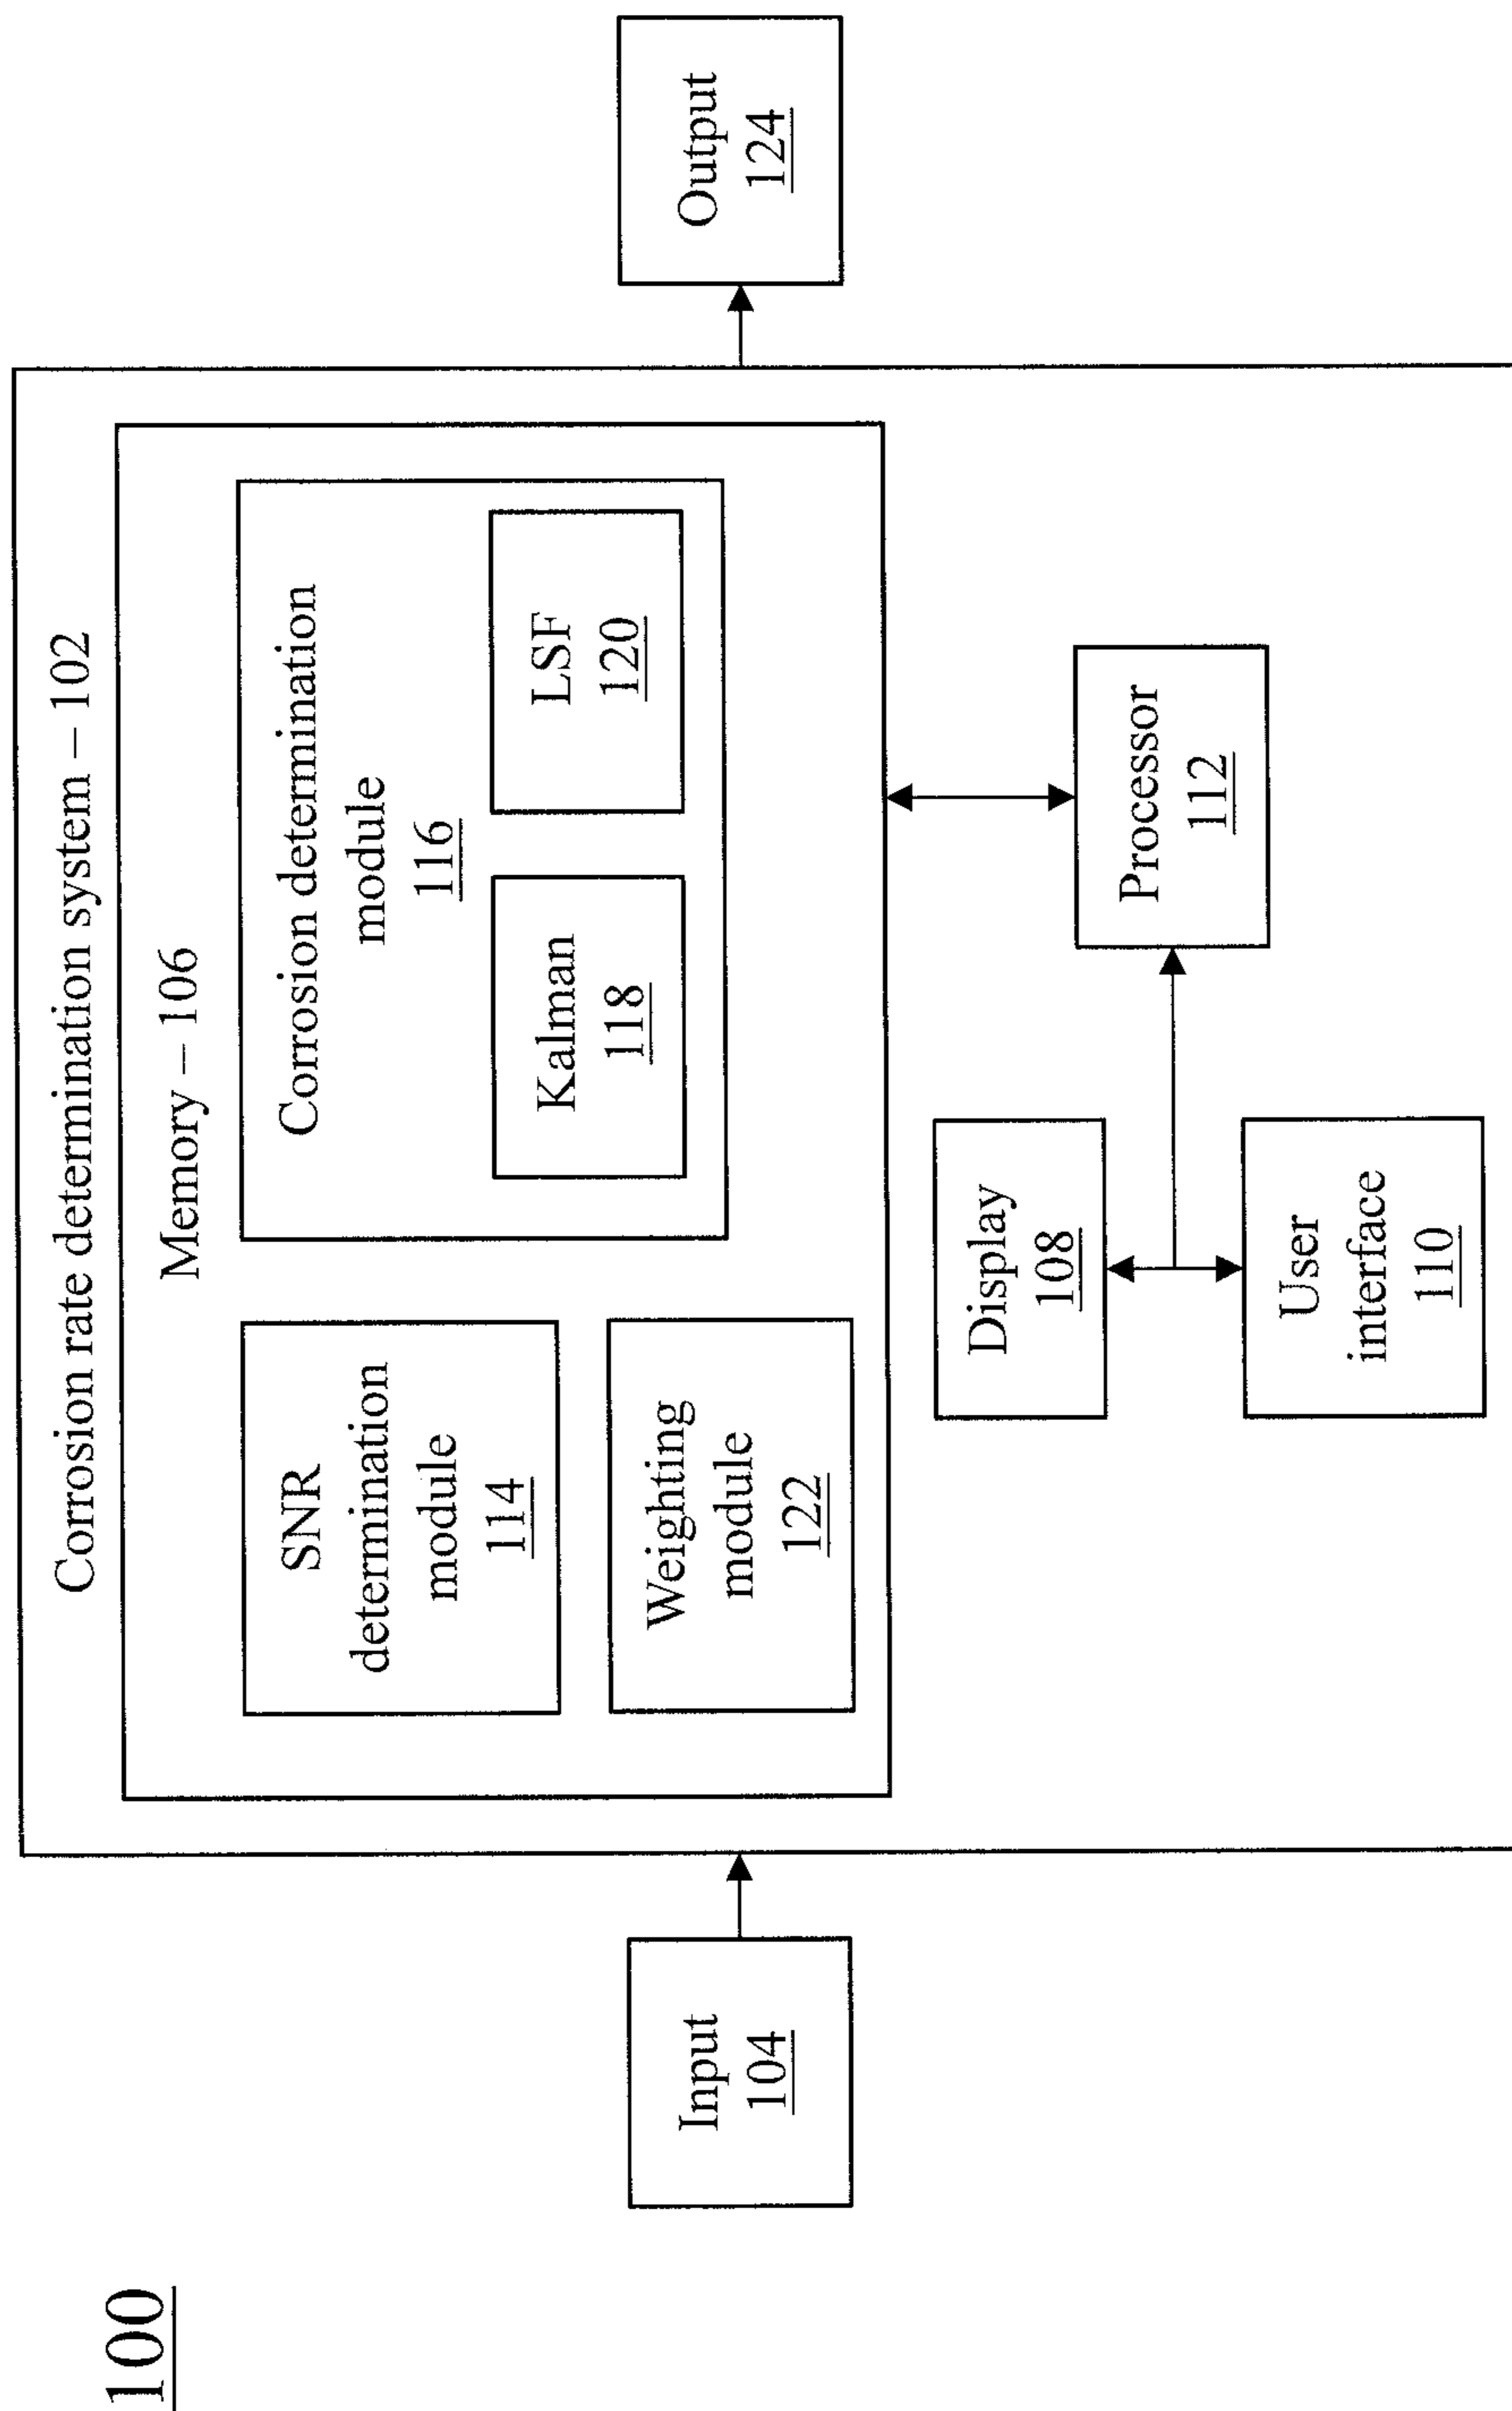 100
Corrosion rate determination system – 102
Memory – 106
SNR
determination
module
114
Corrosion determination
module
116
Kalman
118
LSF
120
Weighting
module
122
Input
104
Output
124
Display
108
User
interface
110
Processor
112